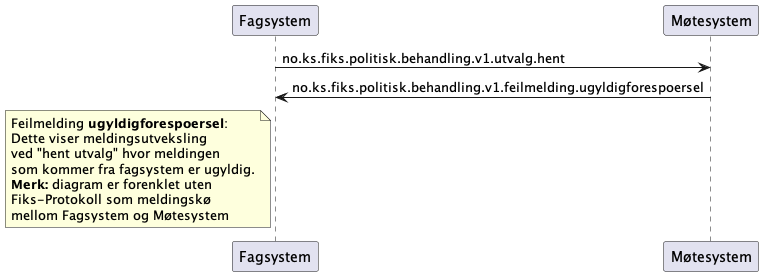 Fagsystem
Møtesystem
no.ks.fiks.politisk.behandling.v1.utvalg.hent
no.ks.fiks.politisk.behandling.v1.feilmelding.ugyldigforespoersel
Feilmelding ugyldigforespoersel:
Dette viser meldingsutveksling
ved "hent utvalg" hvor meldingen
som kommer fra fagsystem er ugyldig.
Merk: diagram er forenklet uten
Fiks-Protokoll som meldingskø
mellom Fagsystem og Møtesystem
Fagsystem
Møtesystem